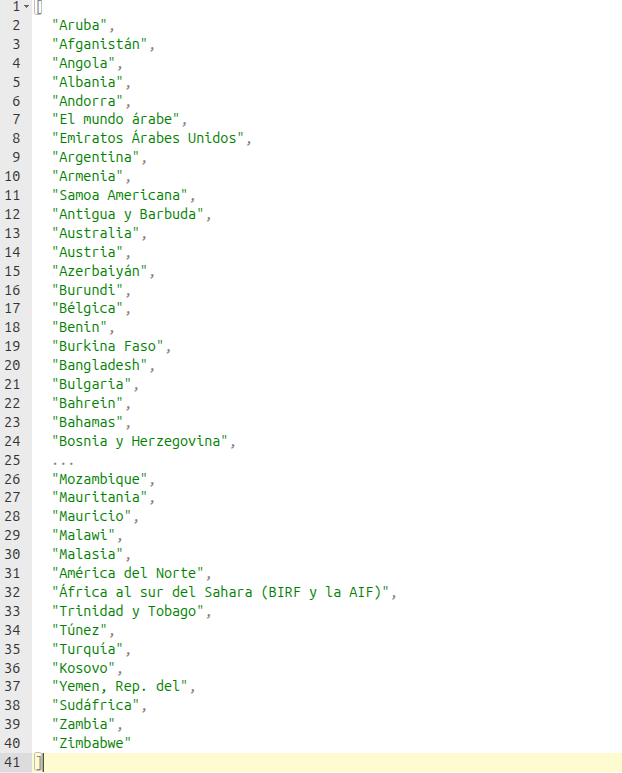 1 [
2 "Aruba",
3 "Afganistán",
4 "Angola",
5 "Albania",
6 "Andorra",
7 "El mundo árabe",
8 "Emiratos Árabes Unidos",
9 "Argentina",
10 "Armenia",
11 "Samoa Americana",
12 "Antigua y Barbuda",
13 "Australia",
14 "Austria",
15 "Azerbaiyán",
16 "Burundi",
17 "Bélgica",
18 "Benin",
19 "Burkina Faso",
20 "Bangladesh",
21 "Bulgaria",
22 "Bahrein",
23 "Bahamas",
24 "Bosnia y Herzegovina",
25 ...
26 "Mozambique",
27 "Mauritania",
28 "Mauricio",
29 "Malawi",
30 "Malasia",
31 "América del Norte",
32 "África al sur del Sahara (BIRF y la AIF)",
33 "Trinidad y Tobago",
34 "Túnez",
35 "Turquía",
36 "Kosovo",
37 "Yemen, Rep. del",
38 "Sudáfrica",
39 "Zambia",
40 "Zimbabwe"
41 ]